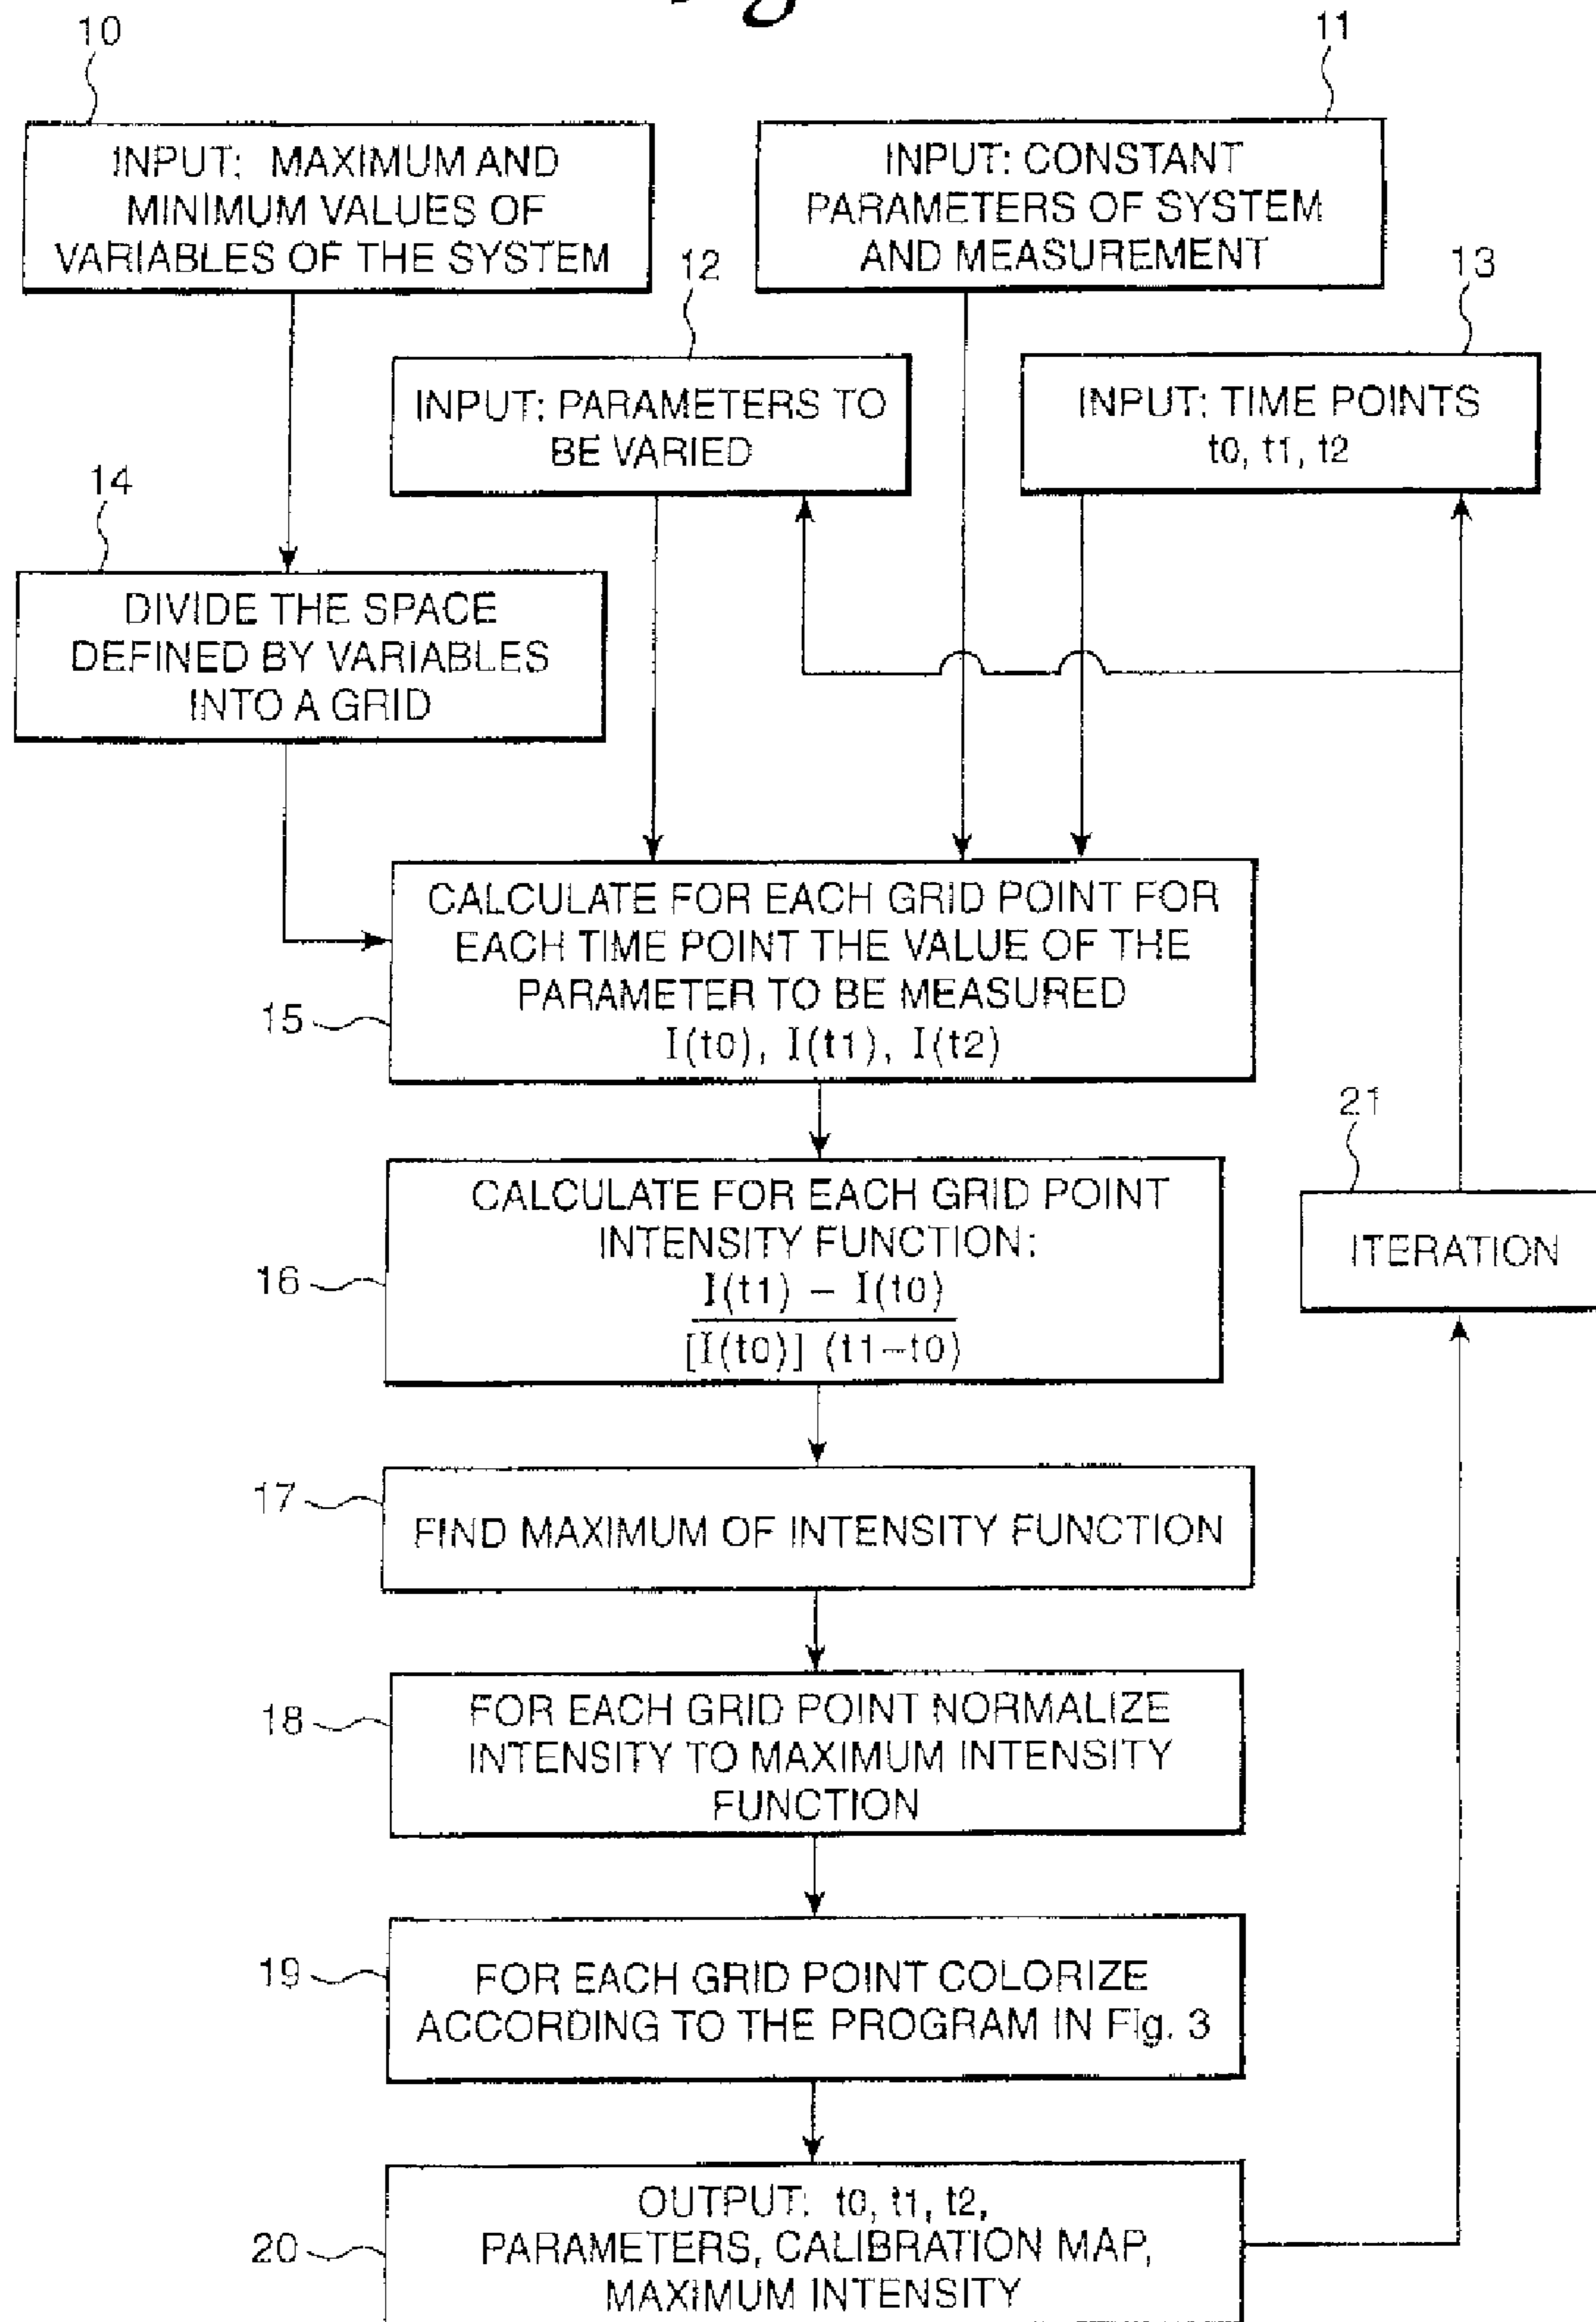 10
11
INPUT: MAXIMUM AND
MINIMUM VALUES OF
VARIABLES OF THE SYSTEM
INPUT: CONSTANT
PARAMETERS OF SYSTEM
AND MEASUREMENT
12
13
INPUT: PARAMETERS TO
BE VARIED
INPUT: TIME POINTS
t0, t1, t2
14
DIVIDE THE SPACE
DEFINED BY VARIABLES
INTO A GRID
CALCULATE FOR EACH GRID POINT FOR
EACH TIME POINT THE VALUE OF THE
PARAMETER TO BE MEASURED
I(t0), I(t1), I(t2)
15
CALCULATE FOR EACH GRID POINT
INTENSITY FUNCTION:
I(t1) – I(t0)
[I(t0)] (t1–t0)
16
21
ITERATION
17
FIND MAXIMUM OF INTENSITY FUNCTION
18
FOR EACH GRID POINT NORMALIZE
INTENSITY TO MAXIMUM INTENSITY
FUNCTION
19
FOR EACH GRID POINT COLORIZE
ACCORDING TO THE PROGRAM IN FIg. 3
20
OUTPUT: t0, t1, t2,
PARAMETERS, CALIBRATION MAP,
MAXIMUM INTENSITY